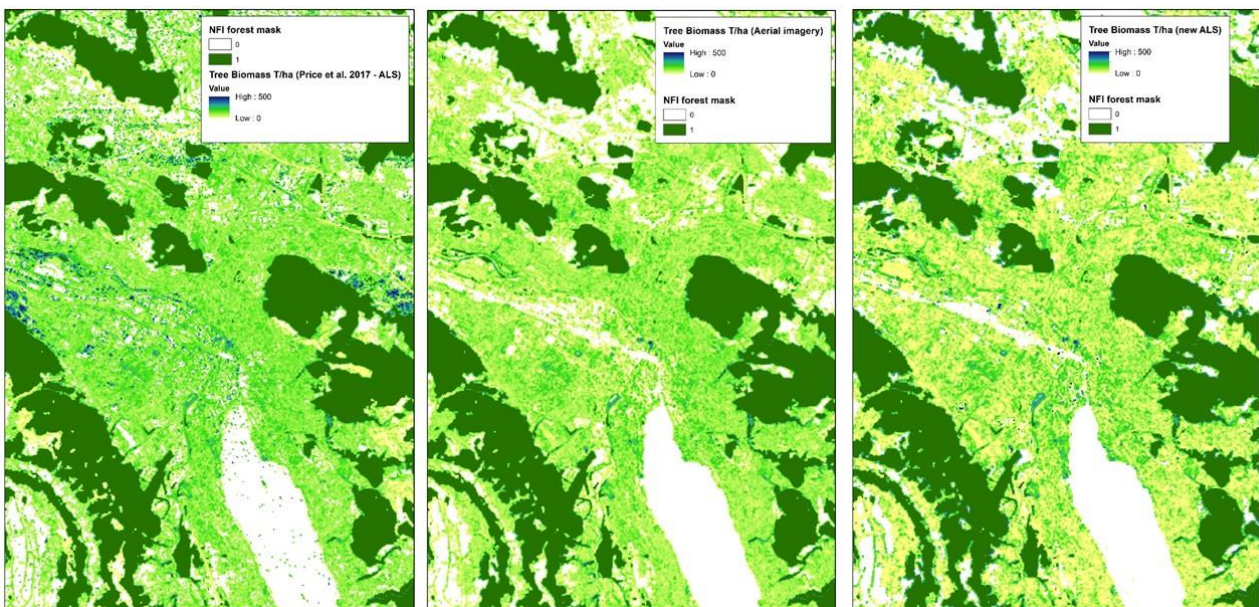 NFI forest mask
0
1
Tree Biomass T/ha (Price et al. 2017 - ALS)
Value
High : 500
Low : 0
Tree Biomass T/ha (Aerial imagery)
Value
High : 500
Low : 0
NFI forest mask
0
1
Tree Biomass T/ha (new ALS)
Value
High : 500
Low : 0
NFI forest mask
0
1